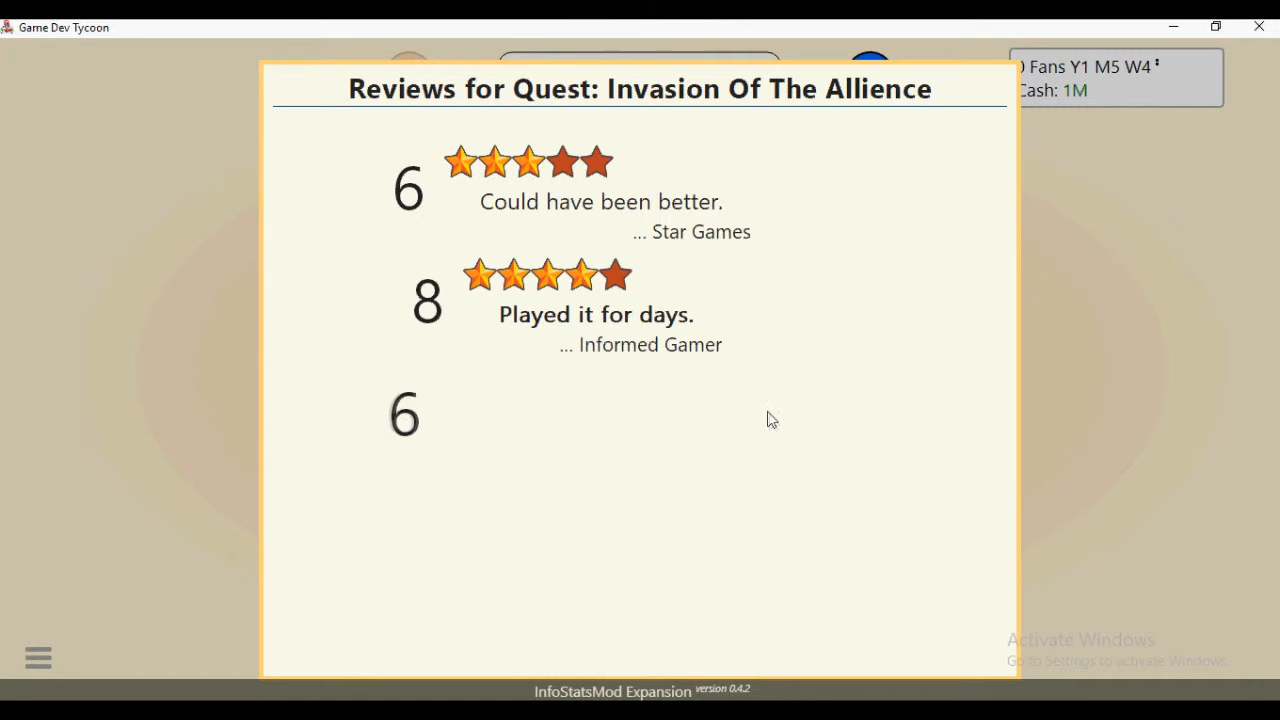 Game Dev Tycoon
0 Fans Y1 M5 W4
Cash: 1M
Reviews for Quest: Invasion Of The Allience
6
Could have been better.
... Star Games
8
Played it for days.
... Informed Gamer
6
Activate Windows
Go to Settings to activate Windows.
InfoStatsMod Expansion version 0.4.2